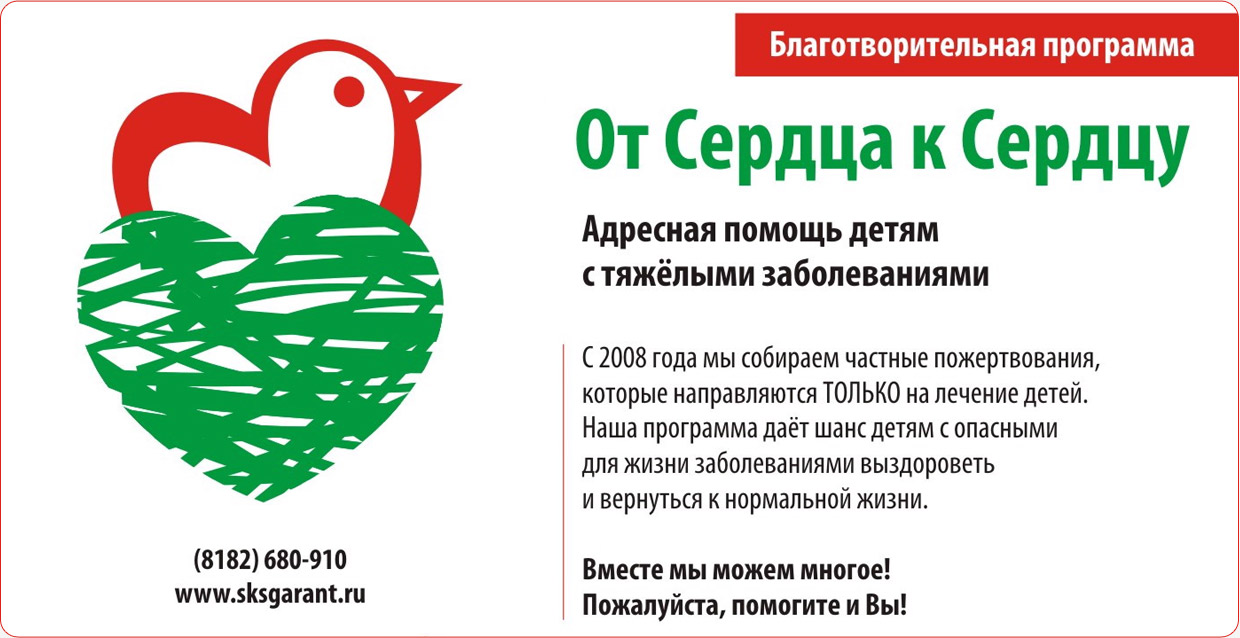 Благотворительная программа
От Сердца к Сердцу
Адресная помощь детям
с тяжёлыми заболеваниями
С 2008 года мы собираем частные пожертвования,
которые направляются ТОЛЬКО на лечение детей.
Наша программа даёт шанс детям с опасными
для жизни заболеваниями выздороветь
и вернуться к нормальной жизни.
Вместе мы можем многое!
Пожалуйста, помогите и Вы!
(8182) 680-910
www.sksgarant.ru